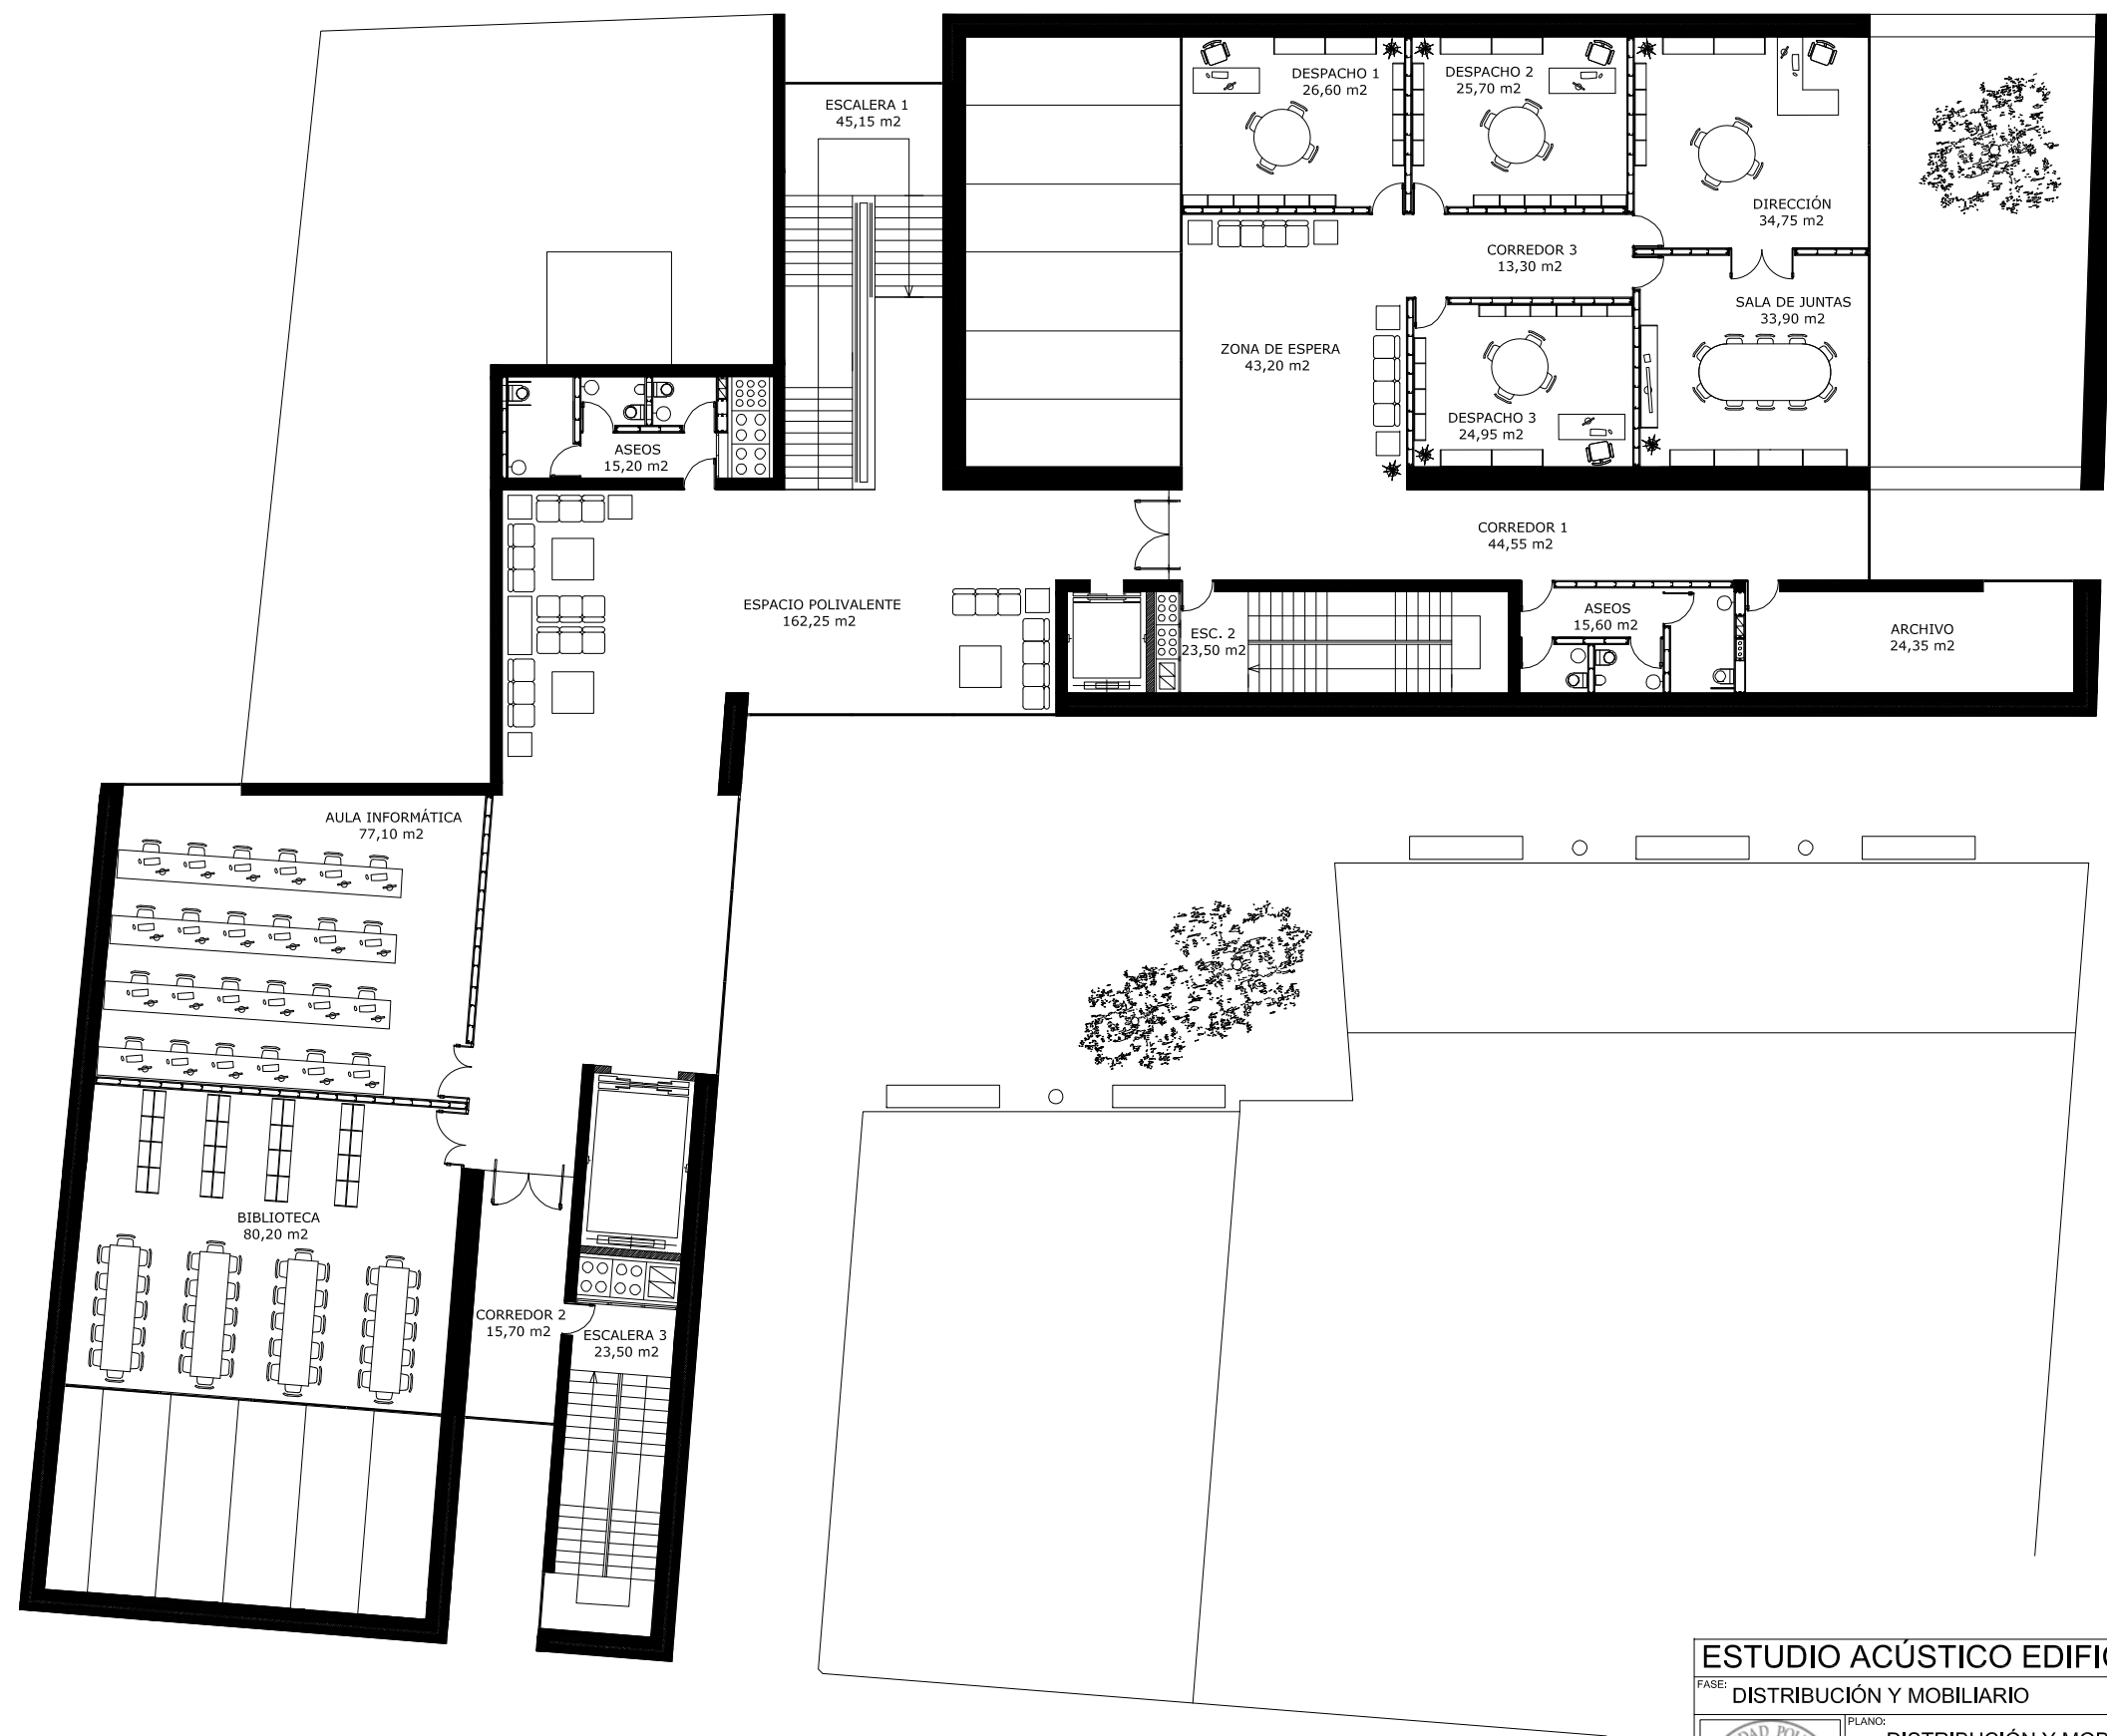 ESCALERA 1
45,15 m2
DESPACHO 1
26,60 m2
DESPACHO 2
25,70 m2
DIRECCIÓN
34,75 m2
CORREDOR 3
13,30 m2
SALA DE JUNTAS
33,90 m2
ZONA DE ESPERA
43,20 m2
DESPACHO 3
24,95 m2
ASEOS
15,20 m2
CORREDOR 1
44,55 m2
ESPACIO POLIVALENTE
162,25 m2
ESC. 2
23,50 m2
ASEOS
15,60 m2
ARCHIVO
24,35 m2
AULA INFORMÁTICA
77,10 m2
BIBLIOTECA
80,20 m2
CORREDOR 2
15,70 m2
ESCALERA 3
23,50 m2
ESTUDIO ACÚSTICO EDIFI
FASE: DISTRIBUCIÓN Y MOBILIARIO
PLANO:
DISTRIBUCIÓN Y MOB